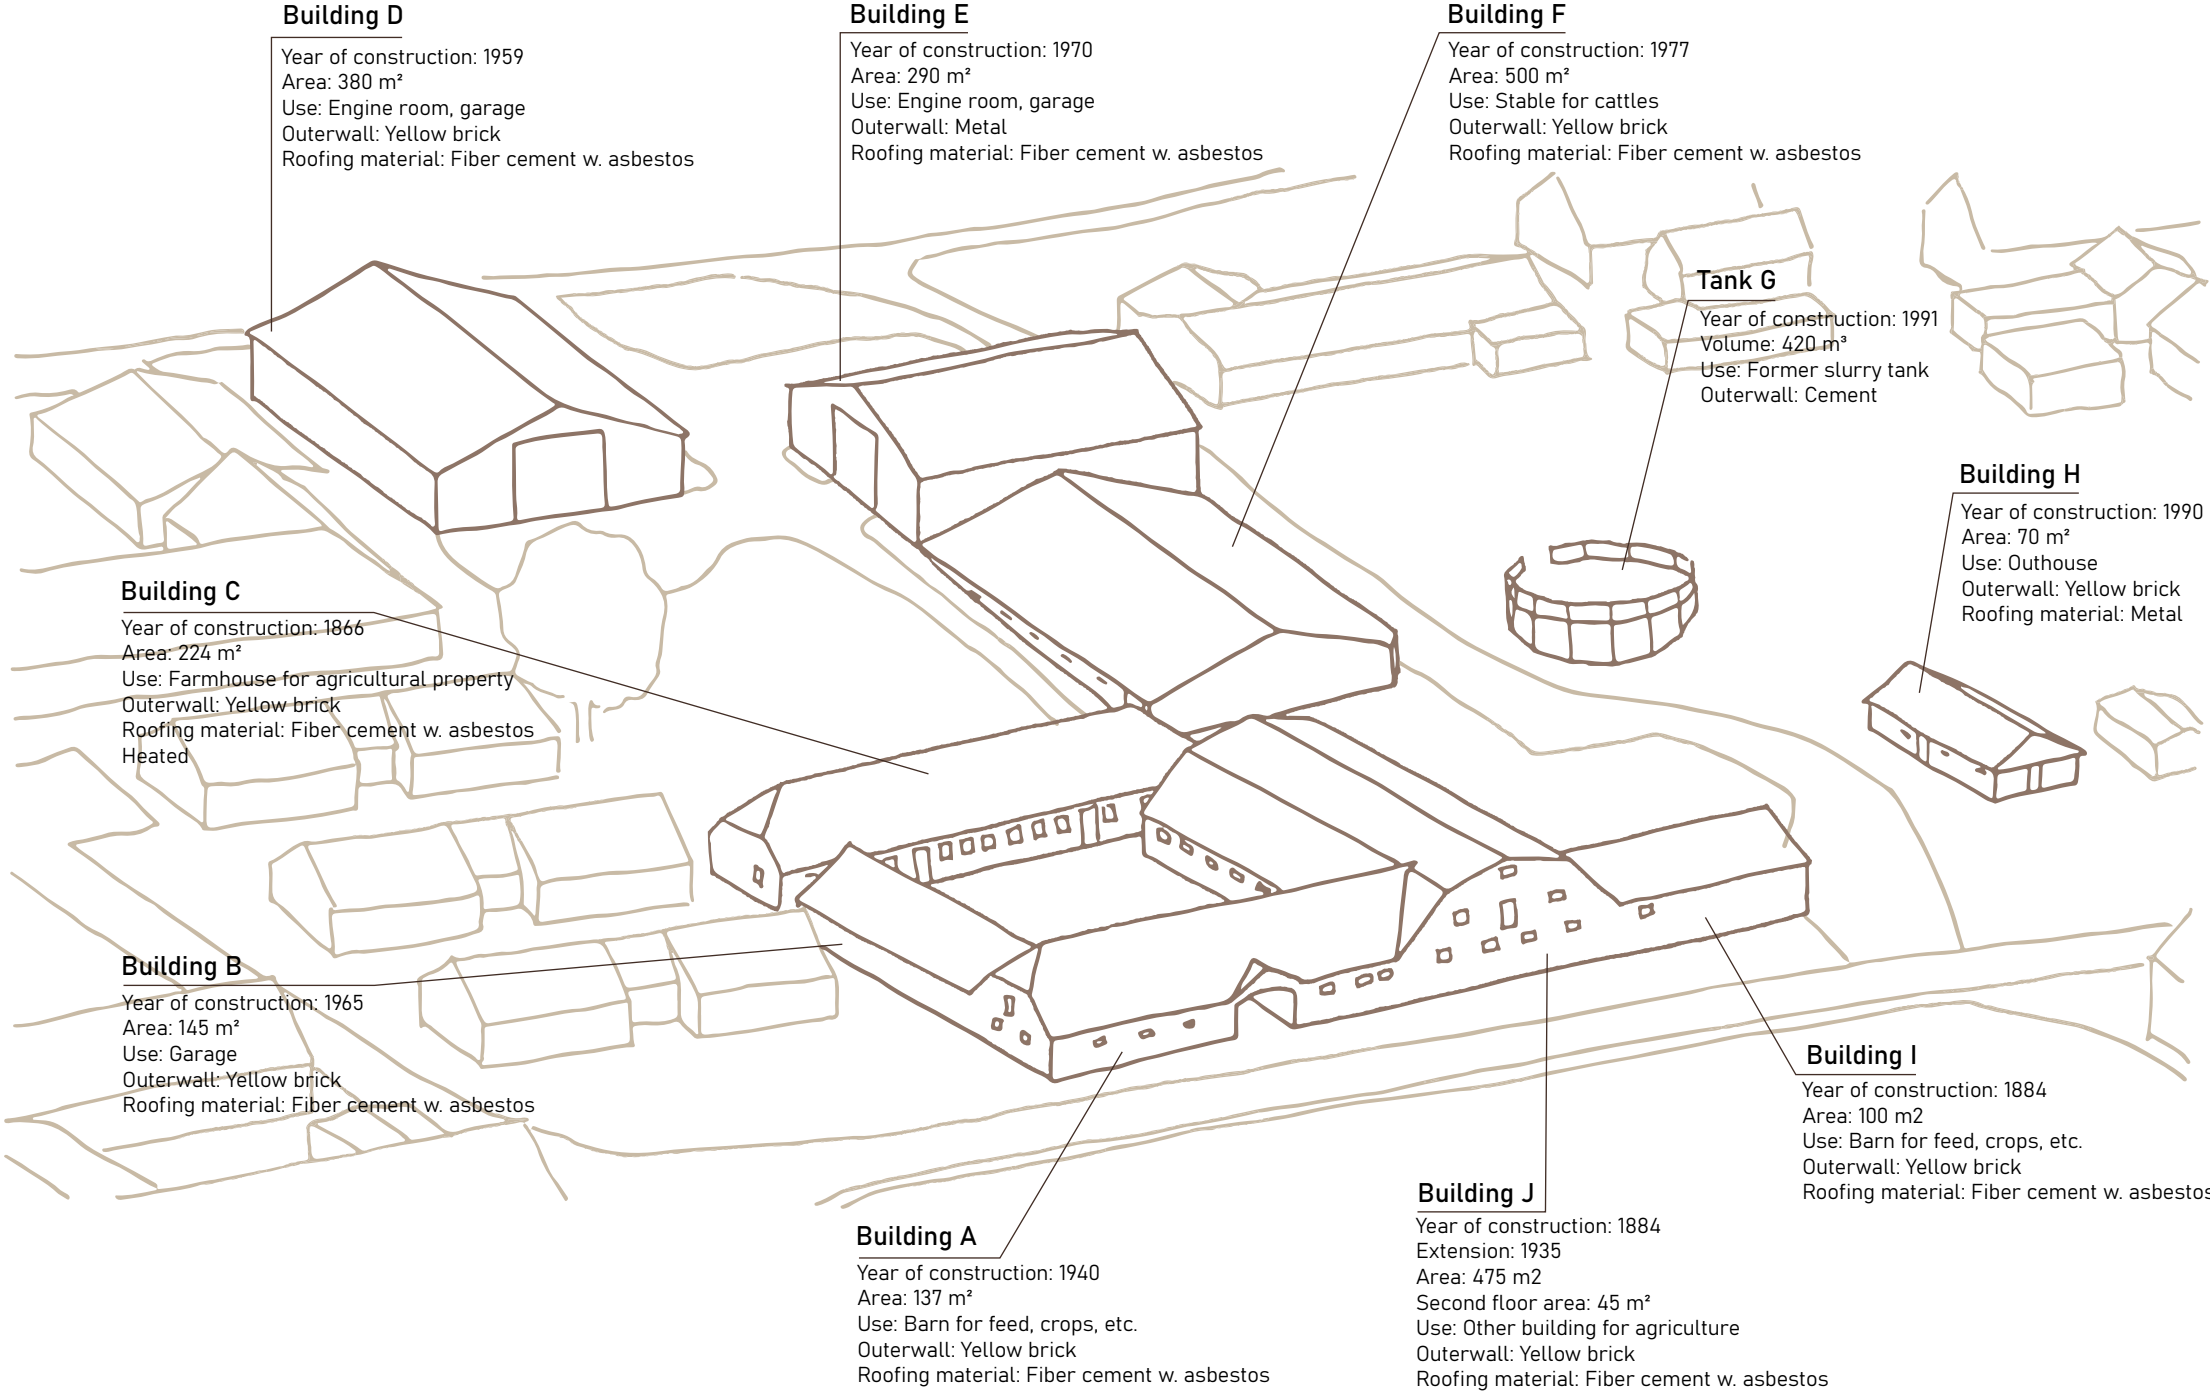 Building D
Year of construction: 1959
Area: 380 m²
Use: Engine room, garage
Outerwall: Yellow brick
Roofing material: Fiber cement w. asbestos
Building E
Year of construction: 1970
Area: 290 m²
Use: Engine room, garage
Outerwall: Metal
Roofing material: Fiber cement w. asbestos
Building F
Year of construction: 1977
Area: 500 m²
Use: Stable for cattles
Outerwall: Yellow brick
Roofing material: Fiber cement w. asbestos
Tank G
Year of construction: 1991
Volume: 420 m³
Use: Former slurry tank
Outerwall: Cement
Building H
Year of construction: 1990
Area: 70 m²
Use: Outhouse
Outerwall: Yellow brick
Roofing material: Metal
Building C
Year of construction: 1866
Area: 224 m²
Use: Farmhouse for agricultural property
Outerwall: Yellow brick
Roofing material: Fiber cement w. asbestos
Heated
Building B
Year of construction: 1965
Area: 145 m²
Use: Garage
Outerwall: Yellow brick
Roofing material: Fiber cement w. asbestos
Building I
Year of construction: 1884
Area: 100 m2
Use: Barn for feed, crops, etc.
Outerwall: Yellow brick
Roofing material: Fiber cement w. asbestos
Building A
Year of construction: 1940
Area: 137 m²
Use: Barn for feed, crops, etc.
Outerwall: Yellow brick
Roofing material: Fiber cement w. asbestos
Building J
Year of construction: 1884
Extension: 1935
Area: 475 m2
Second floor area: 45 m²
Use: Other building for agriculture
Outerwall: Yellow brick
Roofing material: Fiber cement w. asbestos